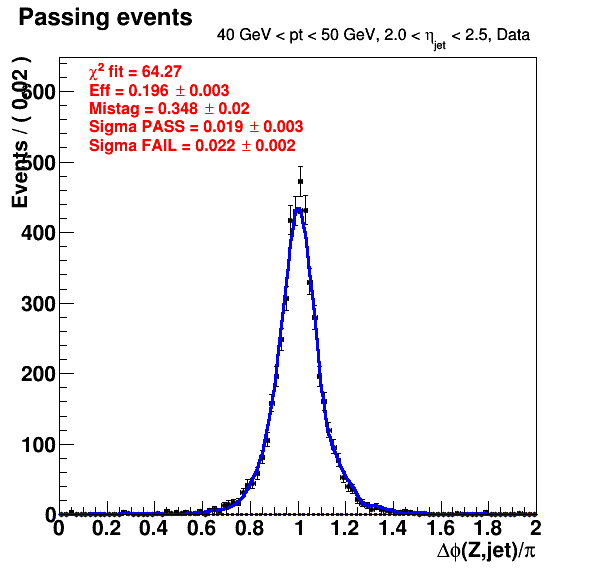 Passing events
40 GeV < pt < 50 GeV, 2.0 < η_jet < 2.5, Data
χ² fit = 64.27
Eff = 0.196 ± 0.003
Mistag = 0.348 ± 0.02
Sigma PASS = 0.019 ± 0.003
Sigma FAIL = 0.022 ± 0.002
Events / ( 0.02 )
600
500
400
300
200
100
0
0 0.2 0.4 0.6 0.8 1 1.2 1.4 1.6 1.8 2
Δϕ(Z,jet)/π